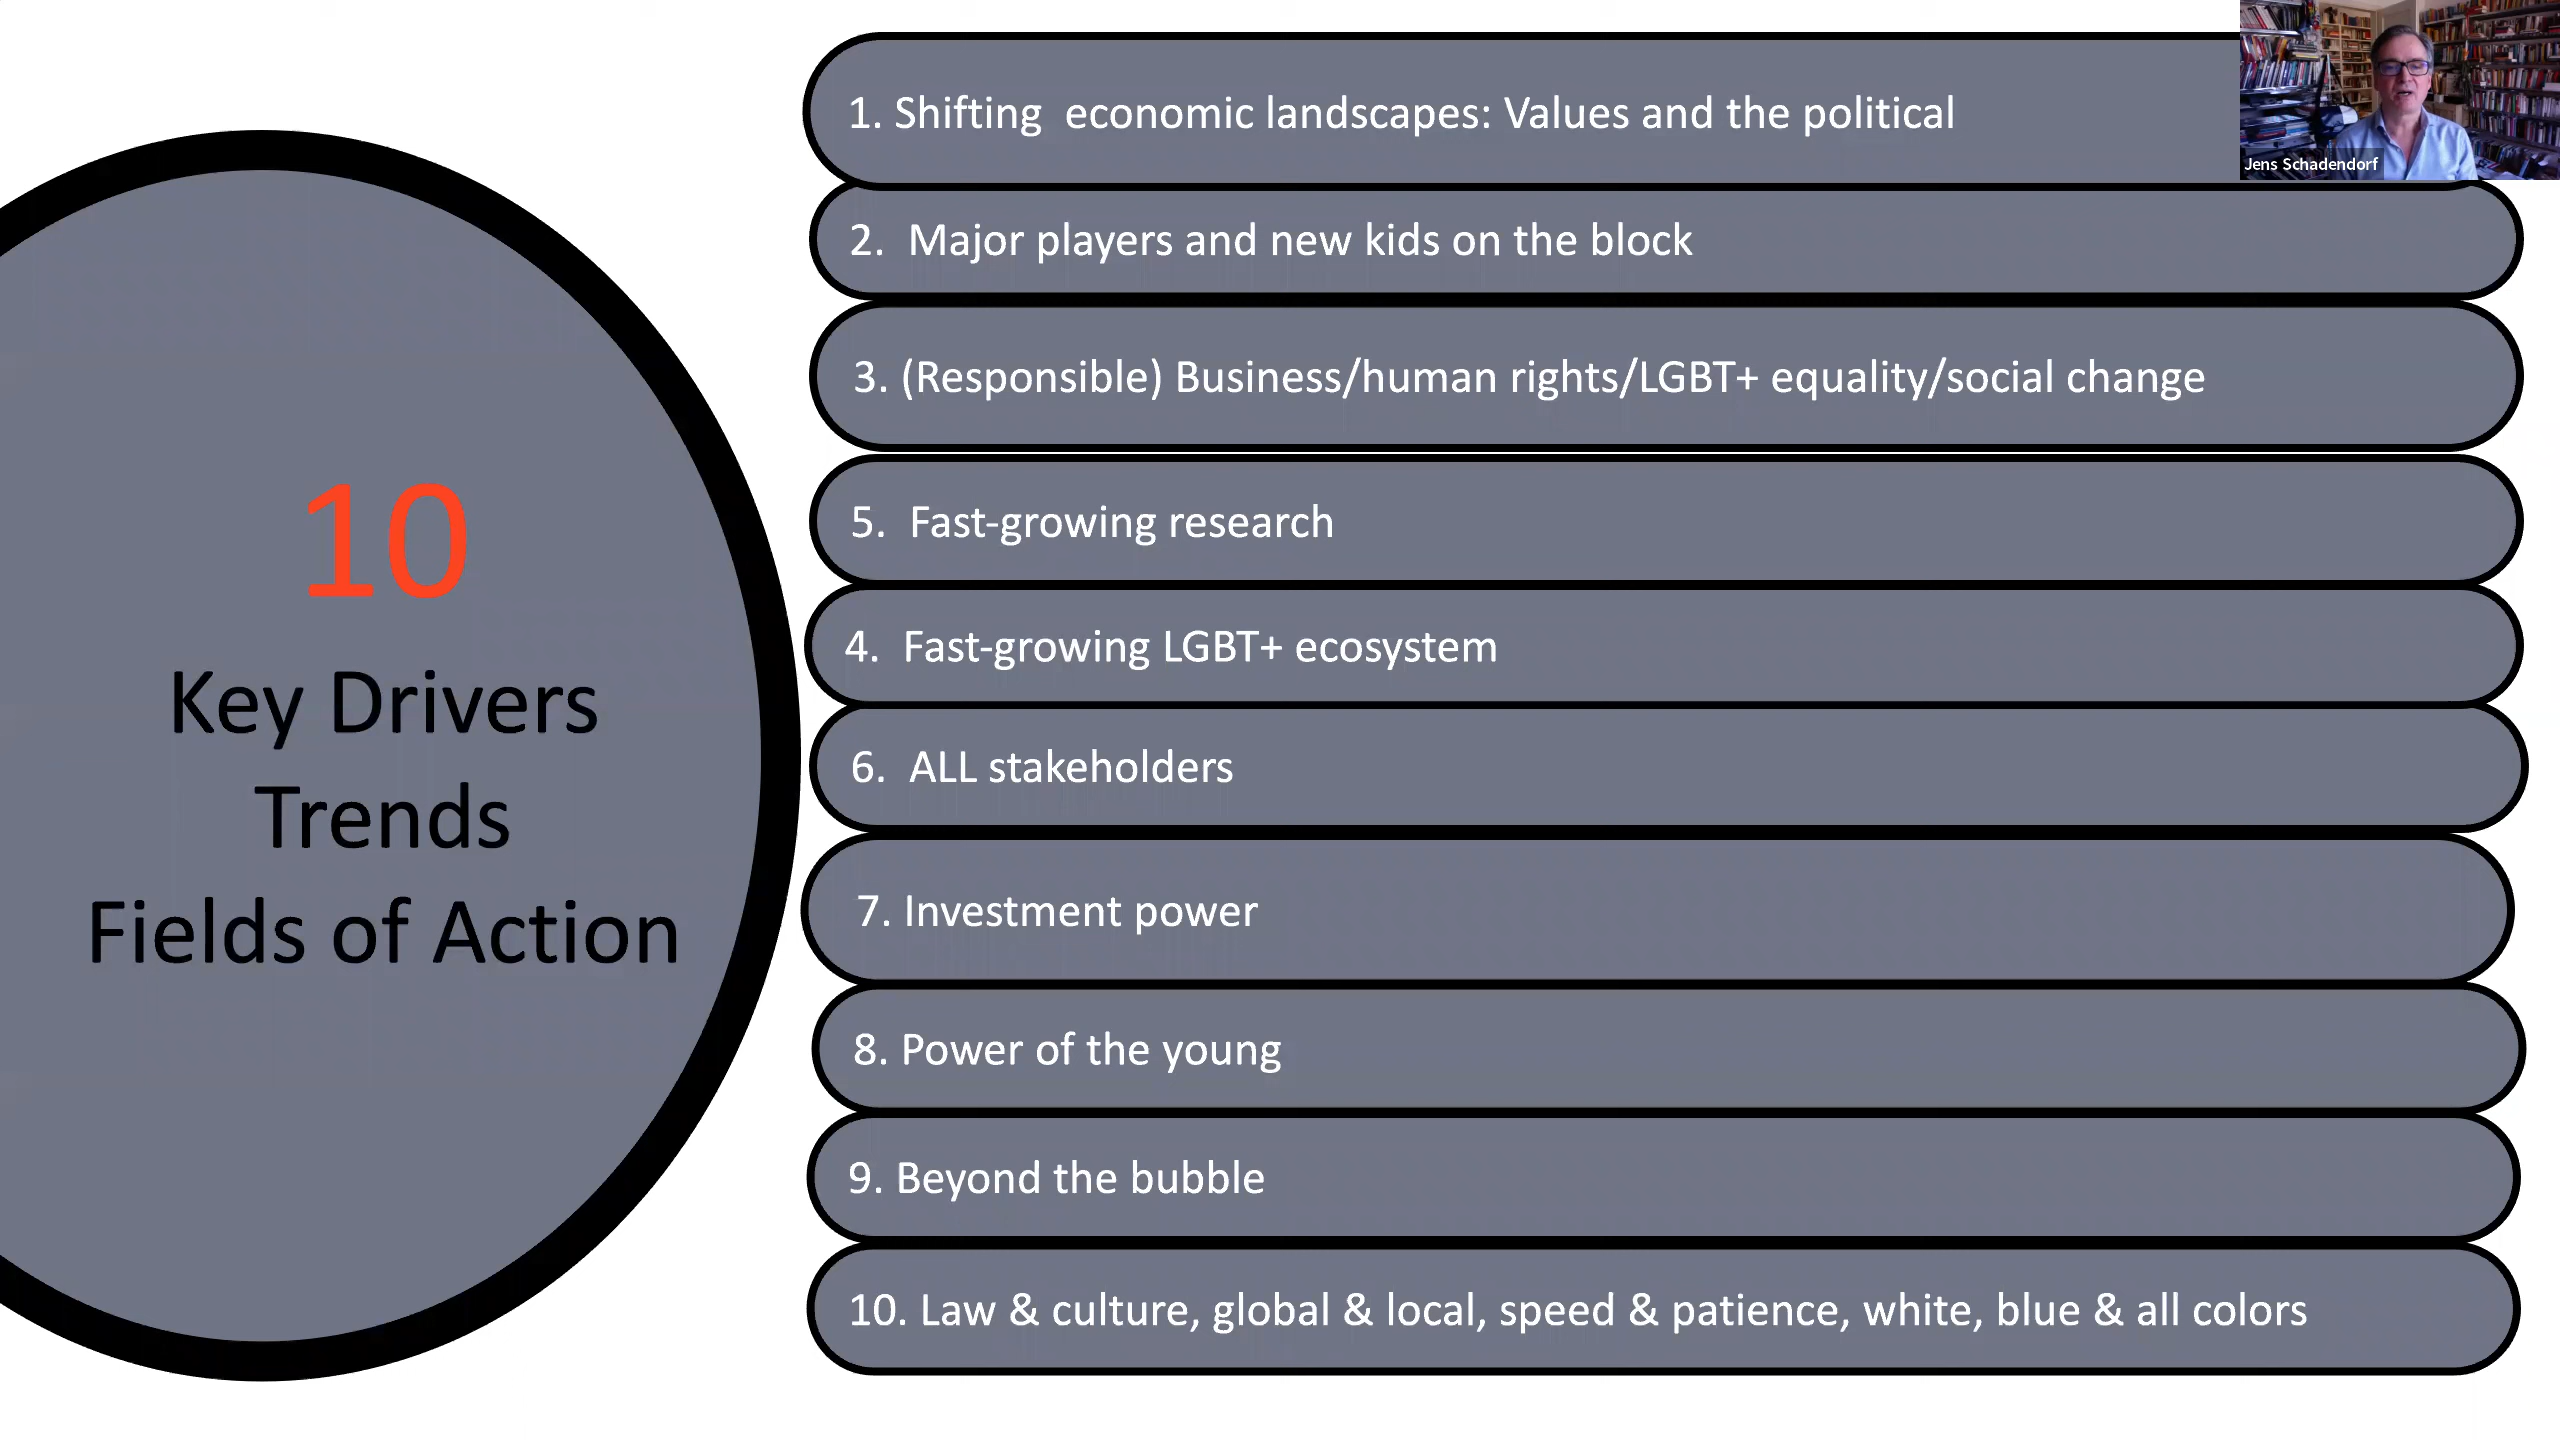 10
Key Drivers
Trends
Fields of Action
1. Shifting  economic landscapes: Values and the political
2.  Major players and new kids on the block
3. (Responsible) Business/human rights/LGBT+ equality/social change
5.  Fast-growing research
4.  Fast-growing LGBT+ ecosystem
6.  ALL stakeholders
7. Investment power
8. Power of the young
9. Beyond the bubble
10. Law & culture, global & local, speed & patience, white, blue & all colors
Jens Schadendorf